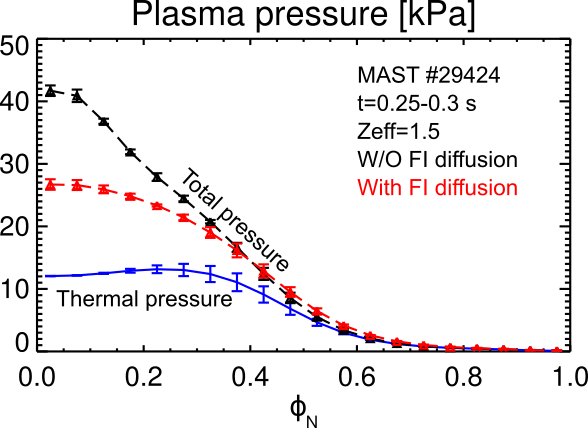 Plasma pressure [kPa]
50
40
30
20
10
0
MAST #29424
t=0.25-0.3 s
Zeff=1.5
W/O FI diffusion
With FI diffusion
Total pressure
Thermal pressure
0.0 0.2 0.4 0.6 0.8 1.0
ϕN